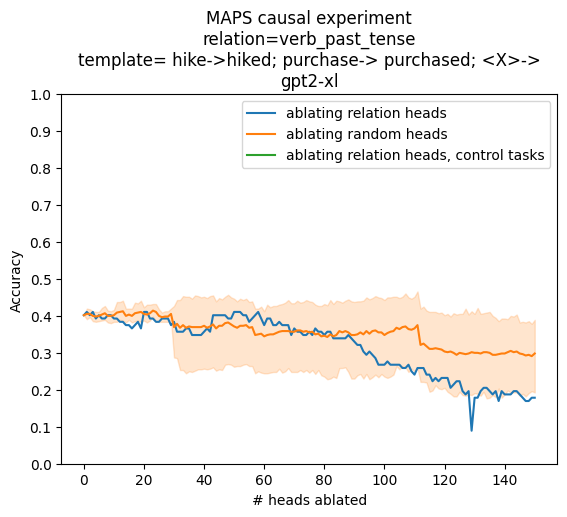 MAPS causal experiment
relation=verb_past_tense
template= hike->hiked; purchase-> purchased; <X>->
gpt2-xl
ablating relation heads
ablating random heads
ablating relation heads, control tasks
Accuracy
1.0
0.9
0.8
0.7
0.6
0.5
0.4
0.3
0.2
0.1
0.0
0 20 40 60 80 100 120 140
# heads ablated